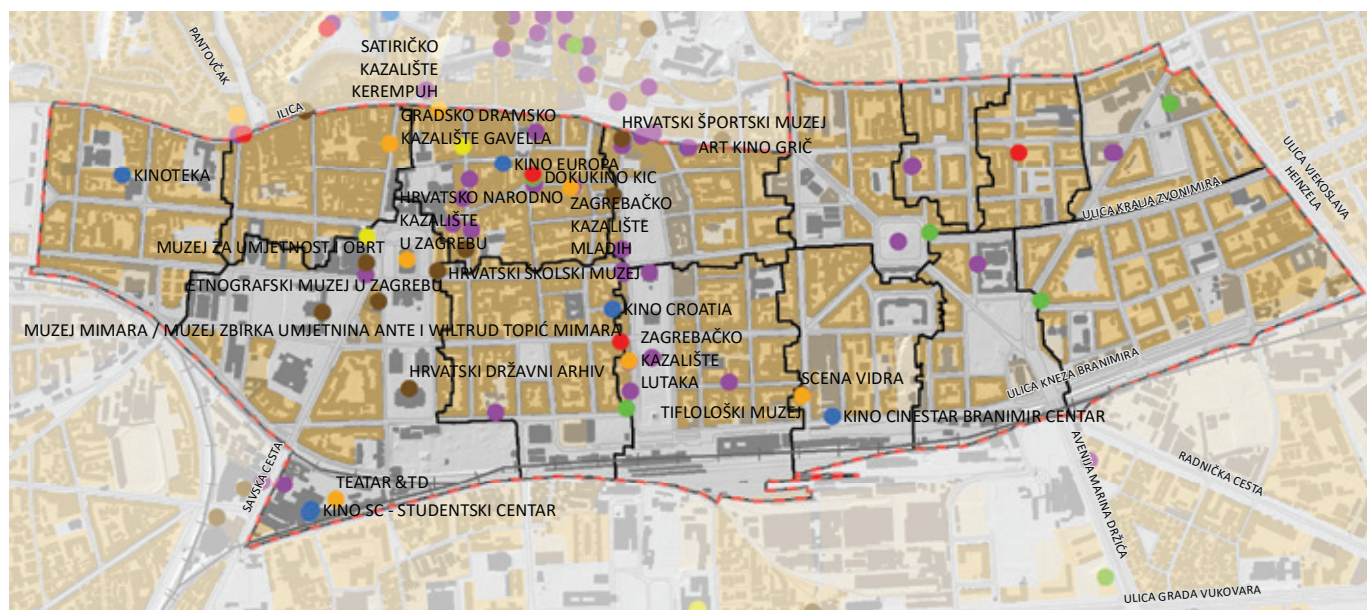 PANTOVČAK
SATIRIČKO
KAZALIŠTE
KEREMPUH
ILICA
GRADSKO DRAMSKO
KAZALIŠTE GAVELLA
HRVATSKI ŠPORTSKI MUZEJ
ART KINO GRIČ
KINOTEKA
KINO EUROPA
DOKUKINO KIC
HRVATSKO NARODNO
KAZALIŠTE
U ZAGREBU
ZAGREBAČKO
KAZALIŠTE
MLADIH
MUZEJ ZA UMJETNOST I OBRT
HRVATSKI ŠKOLSKI MUZEJ
ETNOGRAFSKI MUZEJ U ZAGREBU
KINO CROATIA
MUZEJ MIMARA / MUZEJ ZBIRKA UMJETNINA ANTE I WILTRUD TOPIĆ MIMARA
ZAGREBAČKO
KAZALIŠTE
LUTAKA
HRVATSKI DRŽAVNI ARHIV
SCENA VIDRA
TIFLOLOŠKI MUZEJ
KINO CINESTAR BRANIMIR CENTAR
TEATAR &TD
KINO SC - STUDENTSKI CENTAR
SAVSKA CESTA
ULICA KRALJA ZVONIMIRA
ULICA VJEKOSLAVA
HEINZELA
ULICA KNEZA BRANIMIRA
AVENIJA MARINA DRŽIĆA
RADNIČKA CESTA
ULICA GRADA VUKOVARA